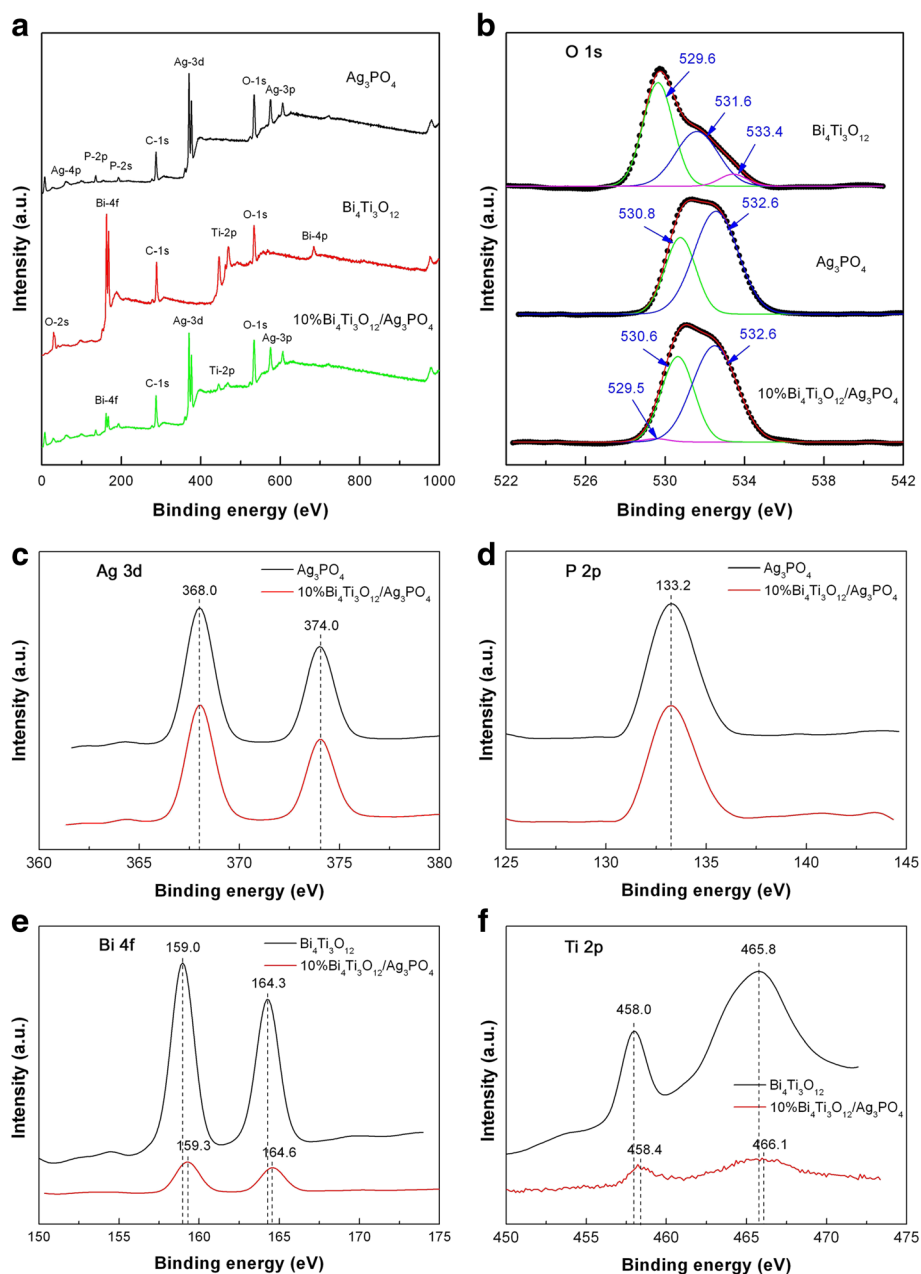 a
Ag-3d
Ag₃PO₄
O-1s
Ag-3p
C-1s
P-2p
P-2s
Ag-4p
Bi-4f
Bi₄Ti₃O₁₂
O-1s
Ti-2p
Bi-4p
C-1s
O-2s
10%Bi₄Ti₃O₁₂/Ag₃PO₄
Ag-3d
O-1s
Ag-3p
C-1s
Ti-2p
Bi-4f
Intensity (a.u.)
0 200 400 600 800 1000
Binding energy (eV)
b
O 1s
529.6
531.6
Bi₄Ti₃O₁₂
533.4
530.8
532.6
Ag₃PO₄
530.6
532.6
529.5
10%Bi₄Ti₃O₁₂/Ag₃PO₄
Intensity (a.u.)
522 526 530 534 538 542
Binding energy (eV)
c
Ag 3d
Ag₃PO₄
10%Bi₄Ti₃O₁₂/Ag₃PO₄
368.0
374.0
Intensity (a.u.)
360 365 370 375 380
Binding energy (eV)
d
P 2p
Ag₃PO₄
10%Bi₄Ti₃O₁₂/Ag₃PO₄
133.2
Intensity (a.u.)
125 130 135 140 145
Binding energy (eV)
e
Bi 4f
Bi₄Ti₃O₁₂
10%Bi₄Ti₃O₁₂/Ag₃PO₄
159.0
164.3
159.3
164.6
Intensity (a.u.)
150 155 160 165 170 175
Binding energy (eV)
f
Ti 2p
465.8
458.0
Bi₄Ti₃O₁₂
10%Bi₄Ti₃O₁₂/Ag₃PO₄
458.4
466.1
Intensity (a.u.)
450 455 460 465 470 475
Binding energy (eV)